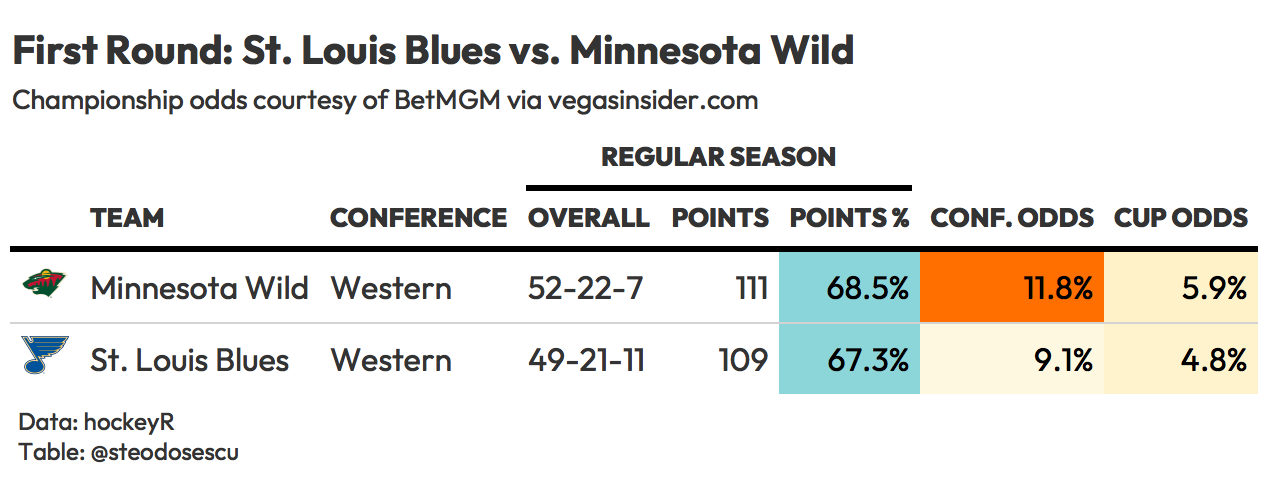 First Round: St. Louis Blues vs. Minnesota Wild
Championship odds courtesy of BetMGM via vegasinsider.com
REGULAR SEASON
TEAM CONFERENCE OVERALL POINTS POINTS % CONF. ODDS CUP ODDS
Minnesota Wild Western 52-22-7 111 68.5% 11.8% 5.9%
St. Louis Blues Western 49-21-11 109 67.3% 9.1% 4.8%
Data: hockeyR
Table: @steodosescu